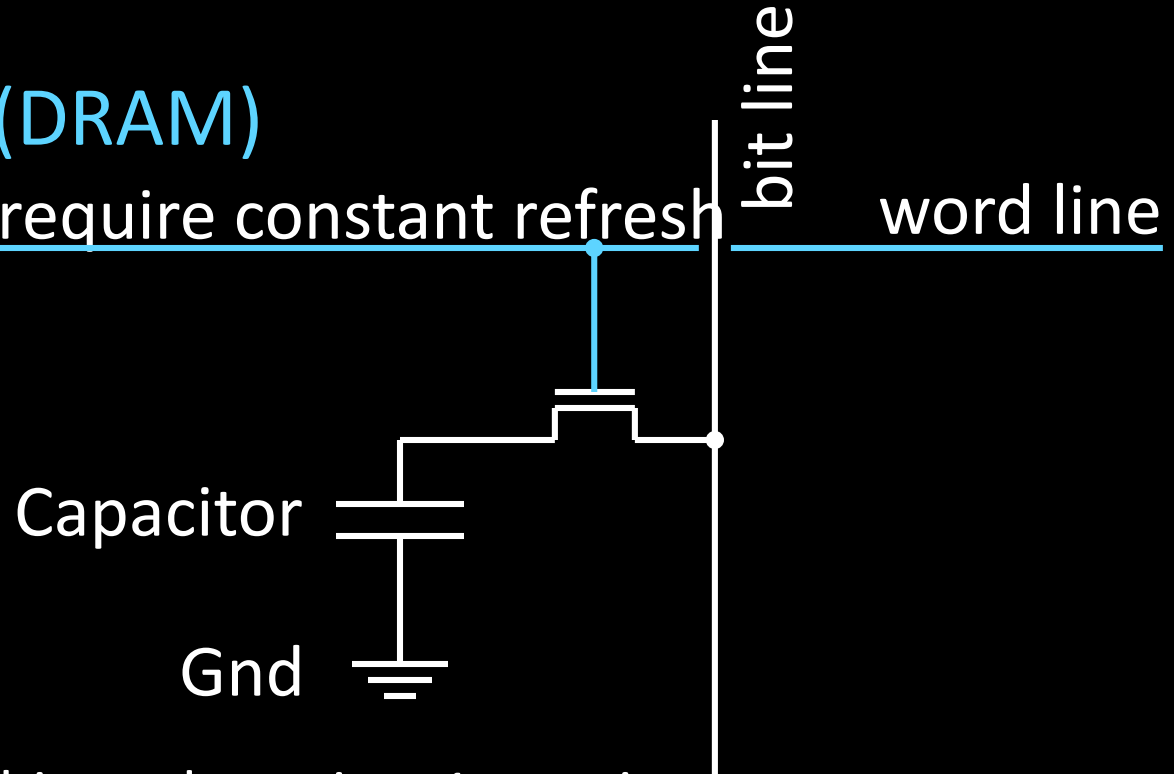 bit line
(DRAM)
require constant refresh
word line
Capacitor
Gnd